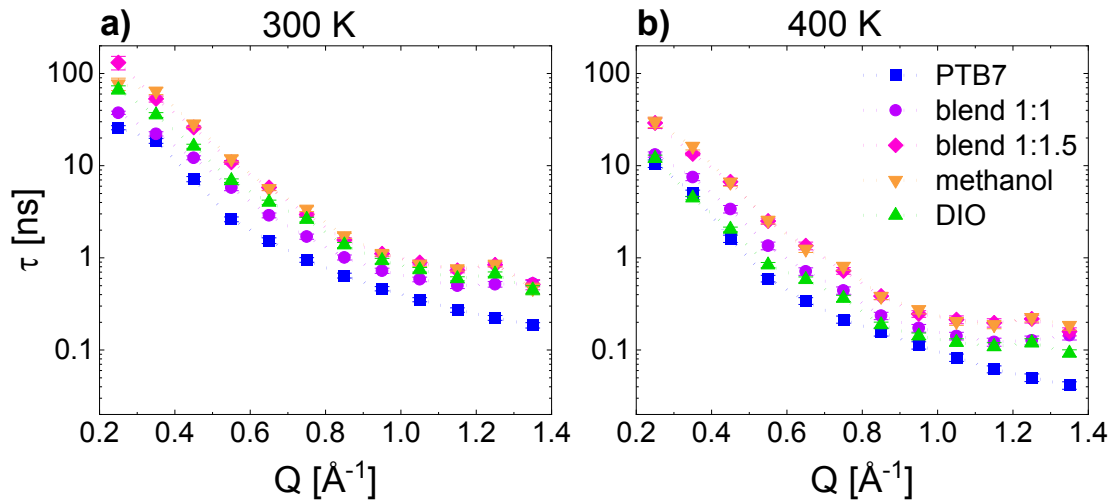 a) 300 K
100
10
1
0.1
τ [ns]
0.2 0.4 0.6 0.8 1.0 1.2 1.4
Q [Å-1]
b) 400 K
100
10
1
0.1
PTB7
blend 1:1
blend 1:1.5
methanol
DIO
0.2 0.4 0.6 0.8 1.0 1.2 1.4
Q [Å-1]